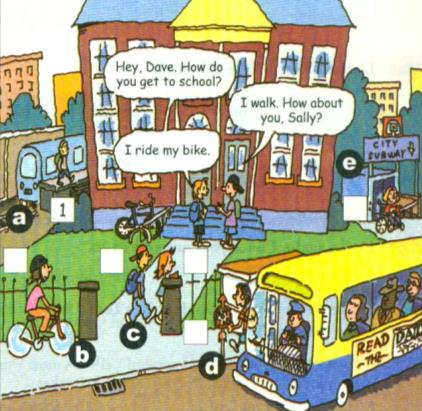 Hey, Dave. How do
you get to school?
I walk. How about
you, Sally?
I ride my bike.
CITY
SUBWAY
e
a
1
b
c
d
READ
-THE-